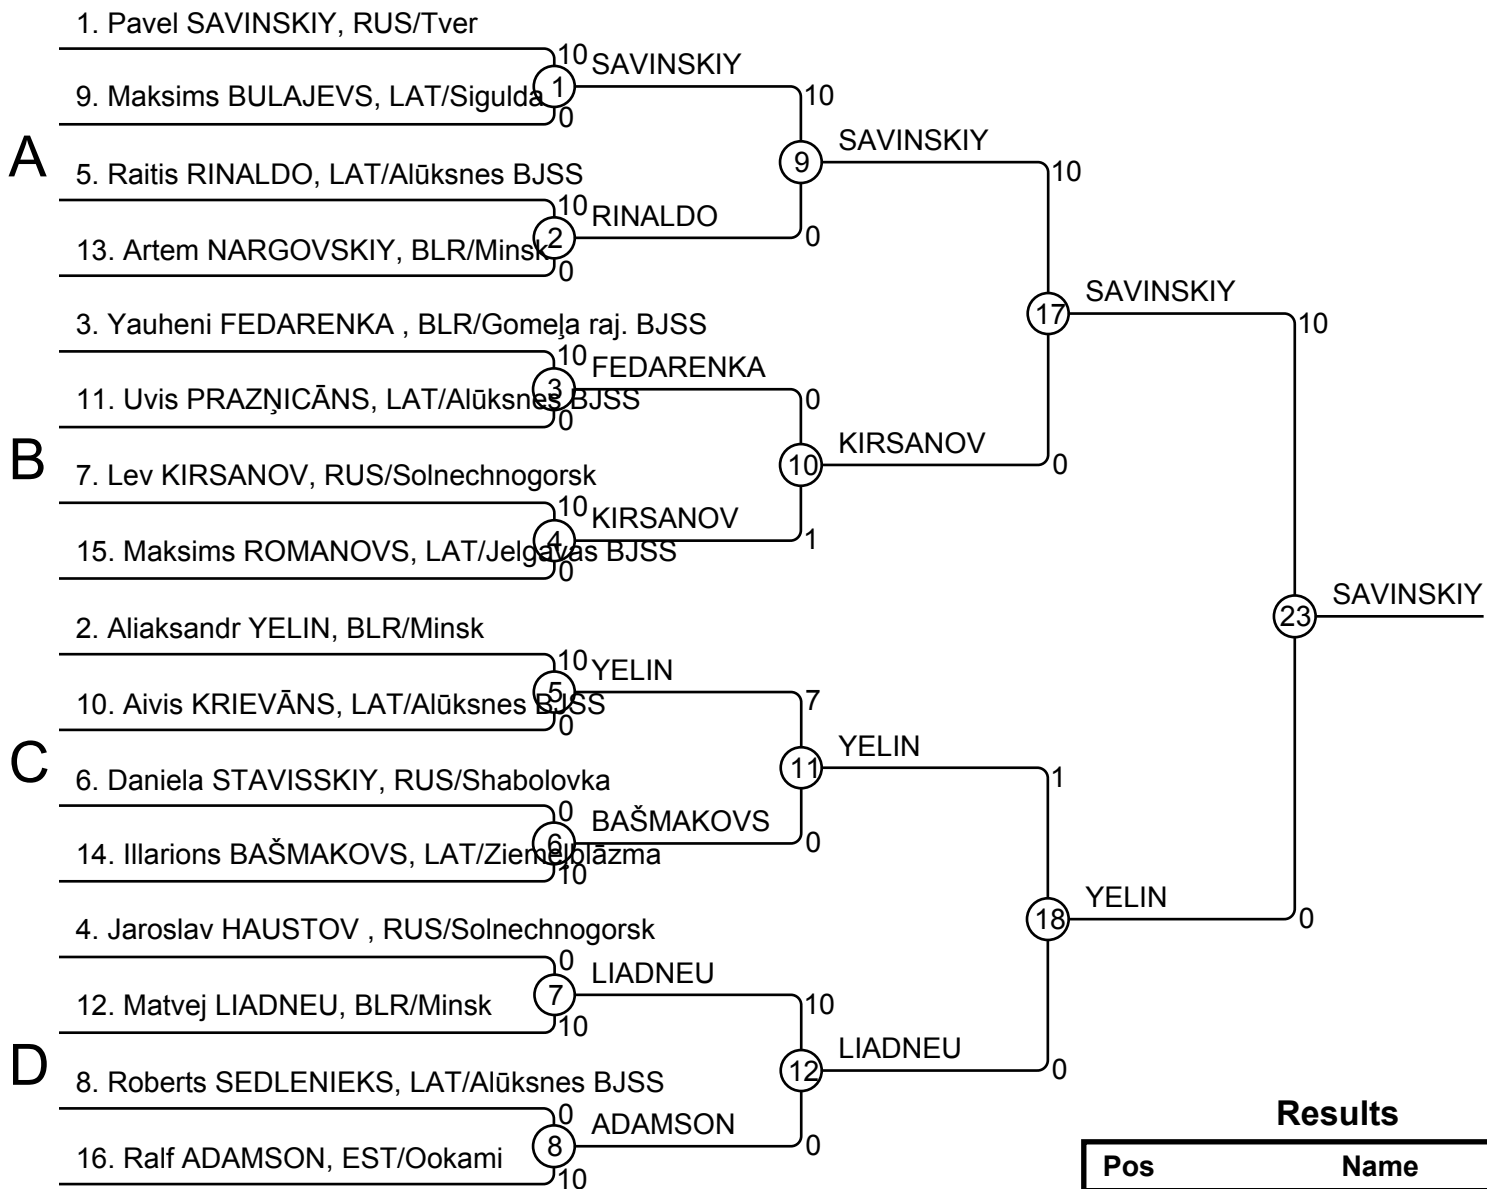 1. Pavel SAVINSKIY, RUS/Tver
10
SAVINSKIY
1
9. Maksims BULAJEVS, LAT/Sigulda
0
10
SAVINSKIY
9
A
5. Raitis RINALDO, LAT/Alūksnes BJSS
10
10
RINALDO
2
0
13. Artem NARGOVSKIY, BLR/Minsk
0
SAVINSKIY
17
10
3. Yauheni FEDARENKA , BLR/Gomeļa raj. BJSS
10
FEDARENKA
3
0
11. Uvis PRAZŅICĀNS, LAT/Alūksnes BJSS
0
KIRSANOV
10
0
B
7. Lev KIRSANOV, RUS/Solnechnogorsk
10
KIRSANOV
4
1
15. Maksims ROMANOVS, LAT/Jelgavas BJSS
0
SAVINSKIY
23
2. Aliaksandr YELIN, BLR/Minsk
10
YELIN
5
7
10. Aivis KRIEVĀNS, LAT/Alūksnes BJSS
0
YELIN
11
1
C
6. Daniela STAVISSKIY, RUS/Shabolovka
0
BAŠMAKOVS
6
0
14. Illarions BAŠMAKOVS, LAT/Ziemeļblāzma
10
YELIN
18
0
4. Jaroslav HAUSTOV , RUS/Solnechnogorsk
0
LIADNEU
7
10
12. Matvej LIADNEU, BLR/Minsk
10
LIADNEU
12
0
D
8. Roberts SEDLENIEKS, LAT/Alūksnes BJSS
0
ADAMSON
8
0
16. Ralf ADAMSON, EST/Ookami
10
Results
Pos Name